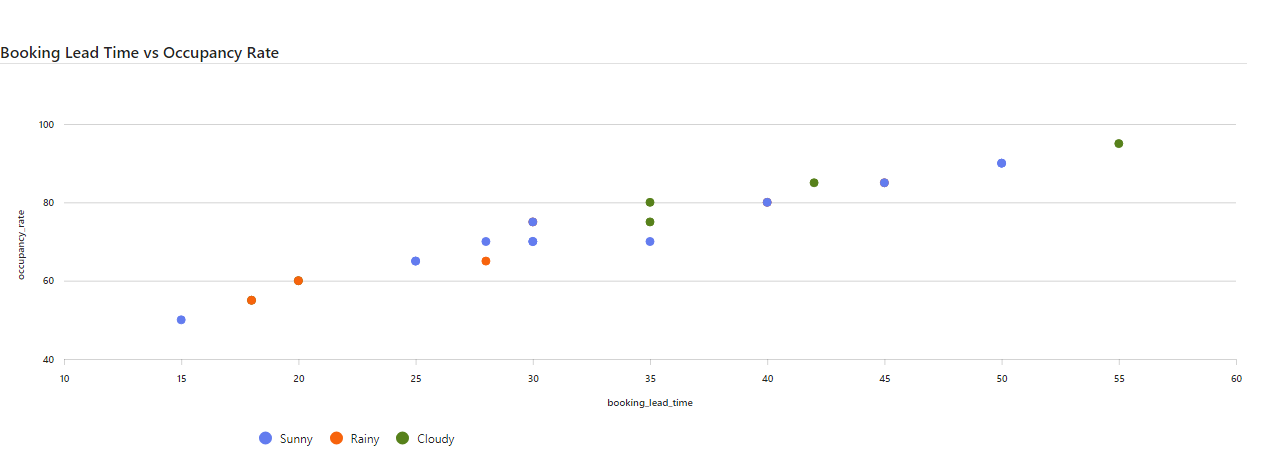 Booking Lead Time vs Occupancy Rate
100
80
60
40
occupancy_rate
10 15 20 25 30 35 40 45 50 55 60
booking_lead_time
Sunny Rainy Cloudy